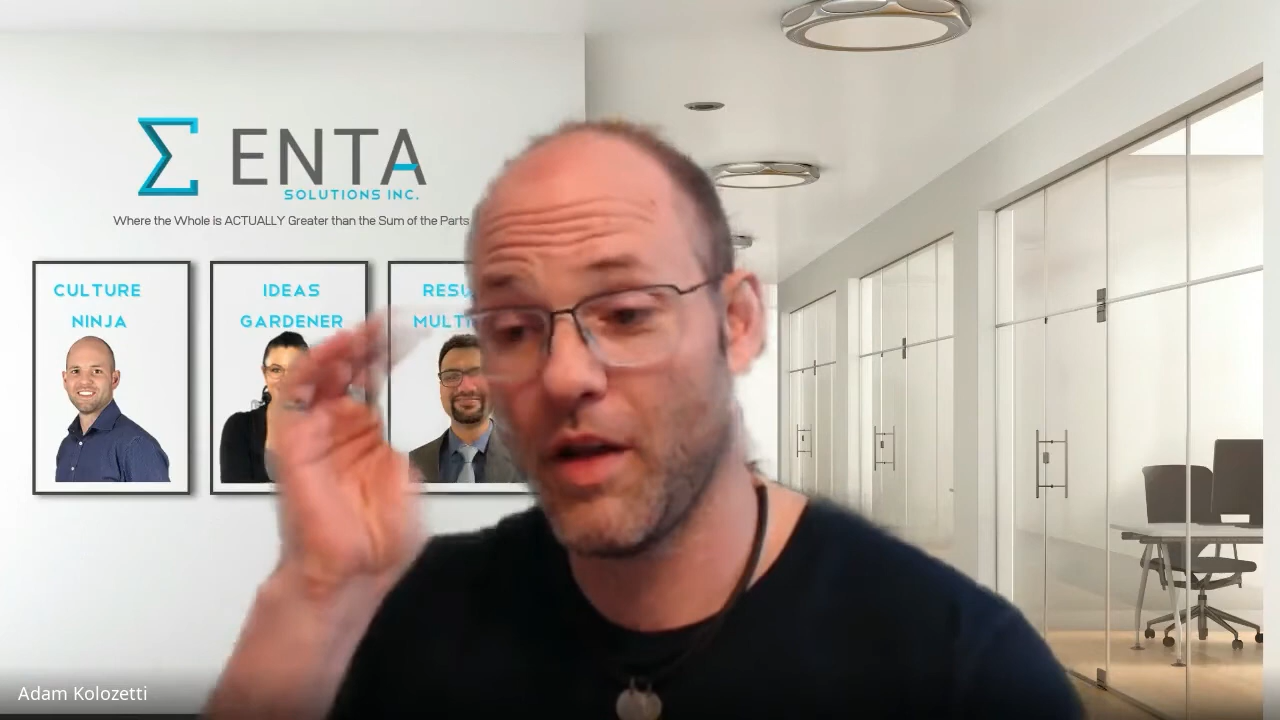 Σ ENTA
SOLUTIONS INC.
Where the Whole is ACTUALLY Greater than the Sum of the Parts
CULTURE
NINJA
IDEAS
GARDENER
Adam Kolozetti